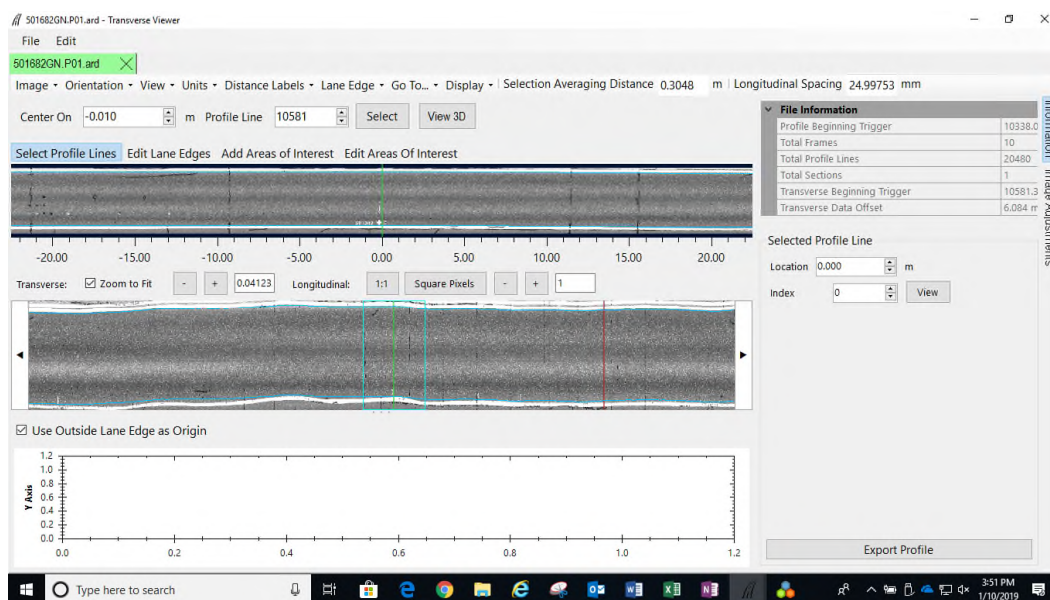 501682GN.P01.ard - Transverse Viewer
File Edit
501682GN.P01.ard
Image Orientation View Units Distance Labels Lane Edge Go To... Display Selection Averaging Distance 0.3048 m Longitudinal Spacing 24.99753 mm
Center On -0.010 m Profile Line 10581 Select View 3D
Select Profile Lines Edit Lane Edges Add Areas of Interest Edit Areas Of Interest
-20.00 -15.00 -10.00 -5.00 0.00 5.00 10.00 15.00 20.00
Transverse: Zoom to Fit - + 0.04123 Longitudinal: 1:1 Square Pixels - + 1
Use Outside Lane Edge as Origin
1.2
1.0
0.8
0.6
0.4
0.2
0.0
Y Axis
0.0 0.2 0.4 0.6 0.8 1.0 1.2
File Information
Profile Beginning Trigger 10338.0
Total Frames 10
Total Profile Lines 20480
Total Sections 1
Transverse Beginning Trigger 10581.3
Transverse Data Offset 6.084 m
Selected Profile Line
Location 0.000 m
Index 0 View
Export Profile
Information
Image Adjustments
Type here to search
3:51 PM
1/10/2019